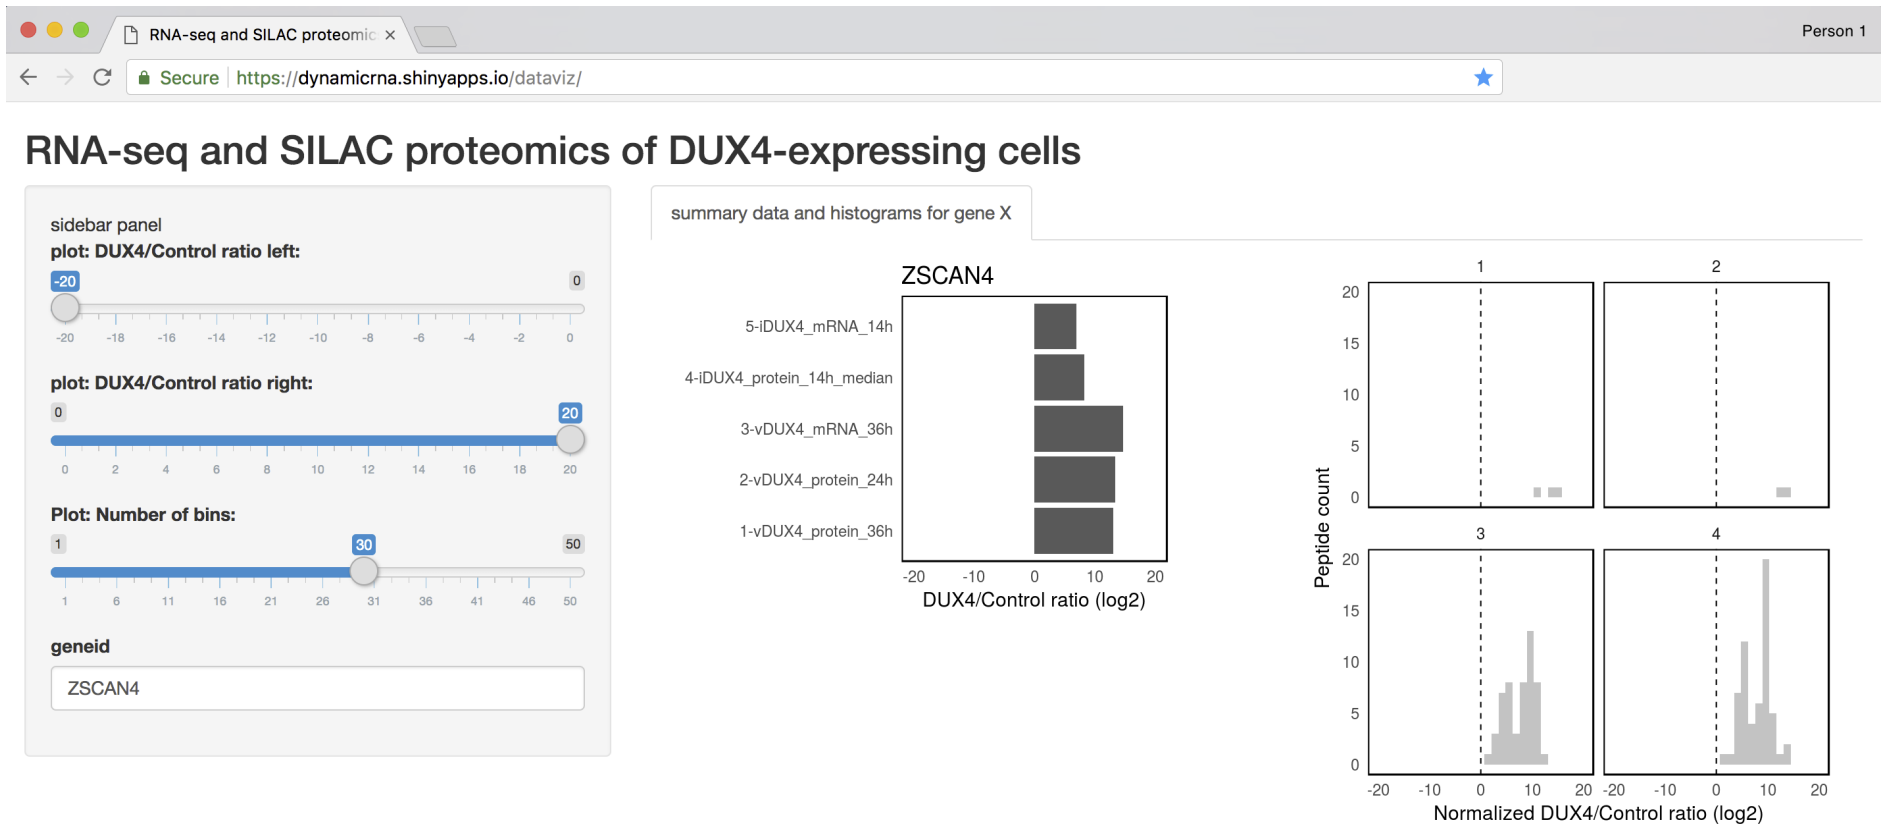 RNA-seq and SILAC proteomic
Person 1
Secure
https://dynamicrna.shinyapps.io/dataviz/
RNA-seq and SILAC proteomics of DUX4-expressing cells
sidebar panel
plot: DUX4/Control ratio left:
-20 0
-20 -18 -16 -14 -12 -10 -8 -6 -4 -2 0
plot: DUX4/Control ratio right:
0 20
0 2 4 6 8 10 12 14 16 18 20
Plot: Number of bins:
1 30 50
1 6 11 16 21 26 31 36 41 46 50
geneid
ZSCAN4
summary data and histograms for gene X
ZSCAN4
5-iDUX4_mRNA_14h
4-iDUX4_protein_14h_median
3-vDUX4_mRNA_36h
2-vDUX4_protein_24h
1-vDUX4_protein_36h
-20 -10 0 10 20
DUX4/Control ratio (log2)
1 2
20
15
10
5
0
3 4
20
15
10
5
0
Peptide count
-20 -10 0 10 20 -20 -10 0 10 20
Normalized DUX4/Control ratio (log2)